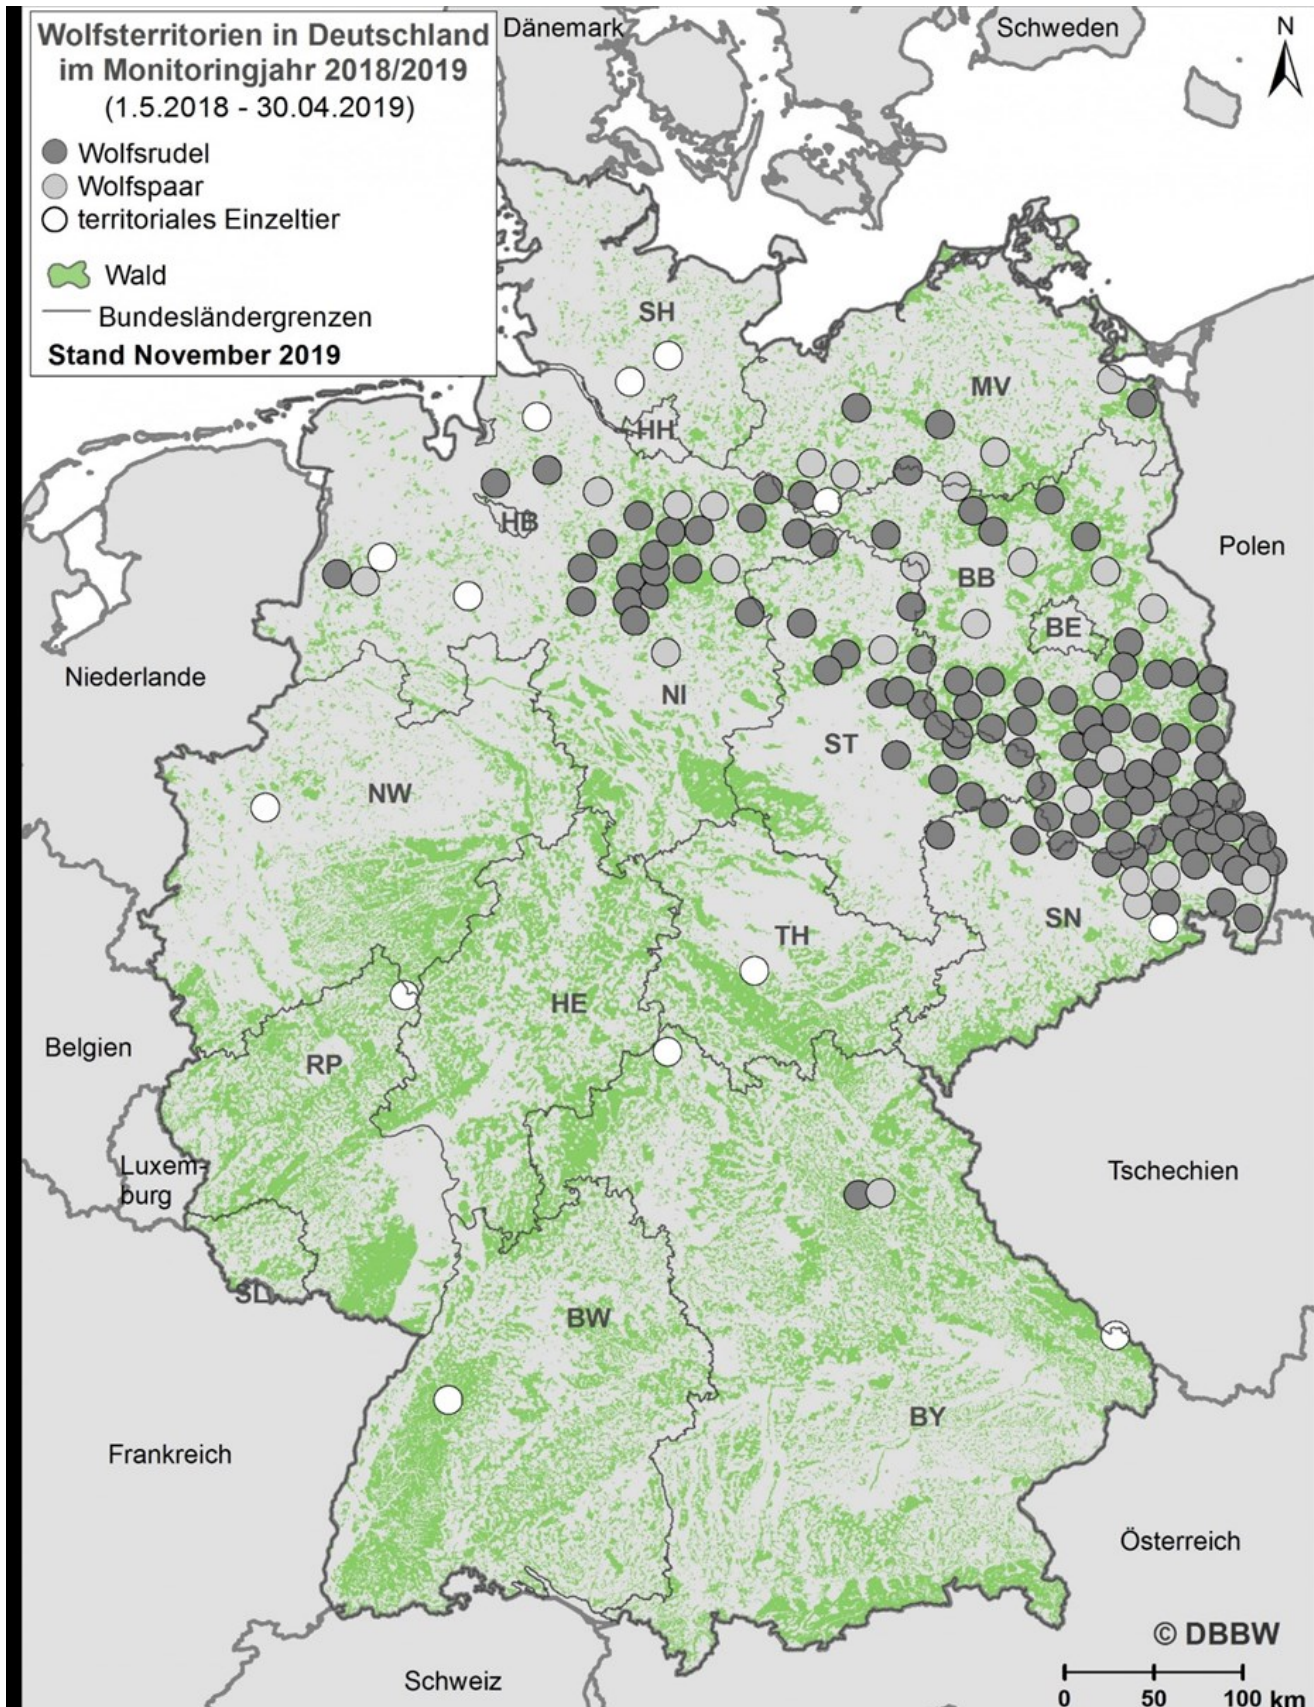 Wolfsterritorien in Deutschland
im Monitoringjahr 2018/2019
(1.5.2018 - 30.04.2019)
Wolfsrudel
Wolfspaar
territoriales Einzeltier
Wald
Bundesländergrenzen
Stand November 2019
Dänemark
Schweden
N
SH
MV
HH
HB
Polen
BB
BE
Niederlande
NI
ST
NW
SN
TH
HE
Belgien
RP
Luxem-
burg
Tschechien
SL
BW
BY
Frankreich
Österreich
© DBBW
Schweiz
0 50 100 km